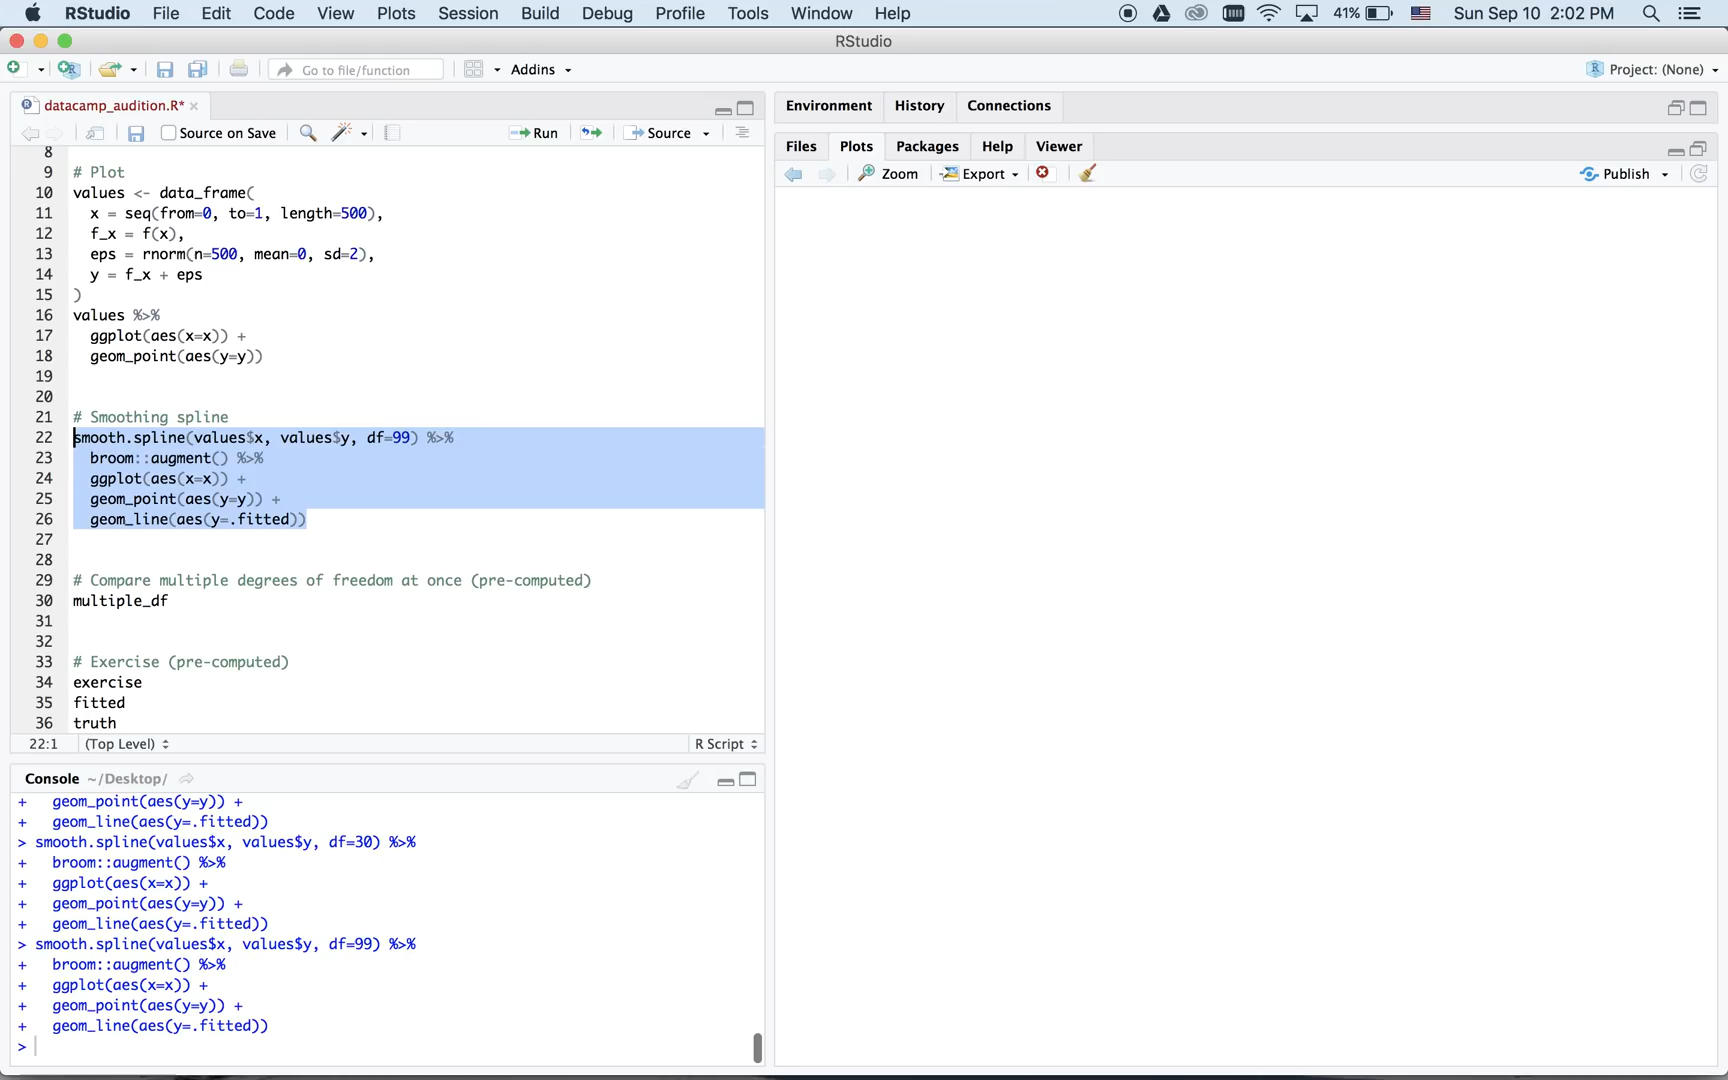 RStudio File Edit Code View Plots Session Build Debug Profile Tools Window Help 41% Sun Sep 10 2:02 PM
RStudio
Go to file/function Addins Project: (None)
datacamp_audition.R*
Source on Save Run Source
8
9 # Plot
10 values <- data_frame(
11   x = seq(from=0, to=1, length=500),
12   f_x = f(x),
13   eps = rnorm(n=500, mean=0, sd=2),
14   y = f_x + eps
15 )
16 values %>%
17   ggplot(aes(x=x)) +
18   geom_point(aes(y=y))
19
20
21 # Smoothing spline
22 smooth.spline(values$x, values$y, df=99) %>%
23   broom::augment() %>%
24   ggplot(aes(x=x)) +
25   geom_point(aes(y=y)) +
26   geom_line(aes(y=.fitted))
27
28
29 # Compare multiple degrees of freedom at once (pre-computed)
30 multiple_df
31
32
33 # Exercise (pre-computed)
34 exercise
35 fitted
36 truth
22:1 (Top Level) R Script
Console ~/Desktop/
+   geom_point(aes(y=y)) +
+   geom_line(aes(y=.fitted))
> smooth.spline(values$x, values$y, df=30) %>%
+   broom::augment() %>%
+   ggplot(aes(x=x)) +
+   geom_point(aes(y=y)) +
+   geom_line(aes(y=.fitted))
> smooth.spline(values$x, values$y, df=99) %>%
+   broom::augment() %>%
+   ggplot(aes(x=x)) +
+   geom_point(aes(y=y)) +
+   geom_line(aes(y=.fitted))
>
Environment History Connections
Files Plots Packages Help Viewer
Zoom Export Publish